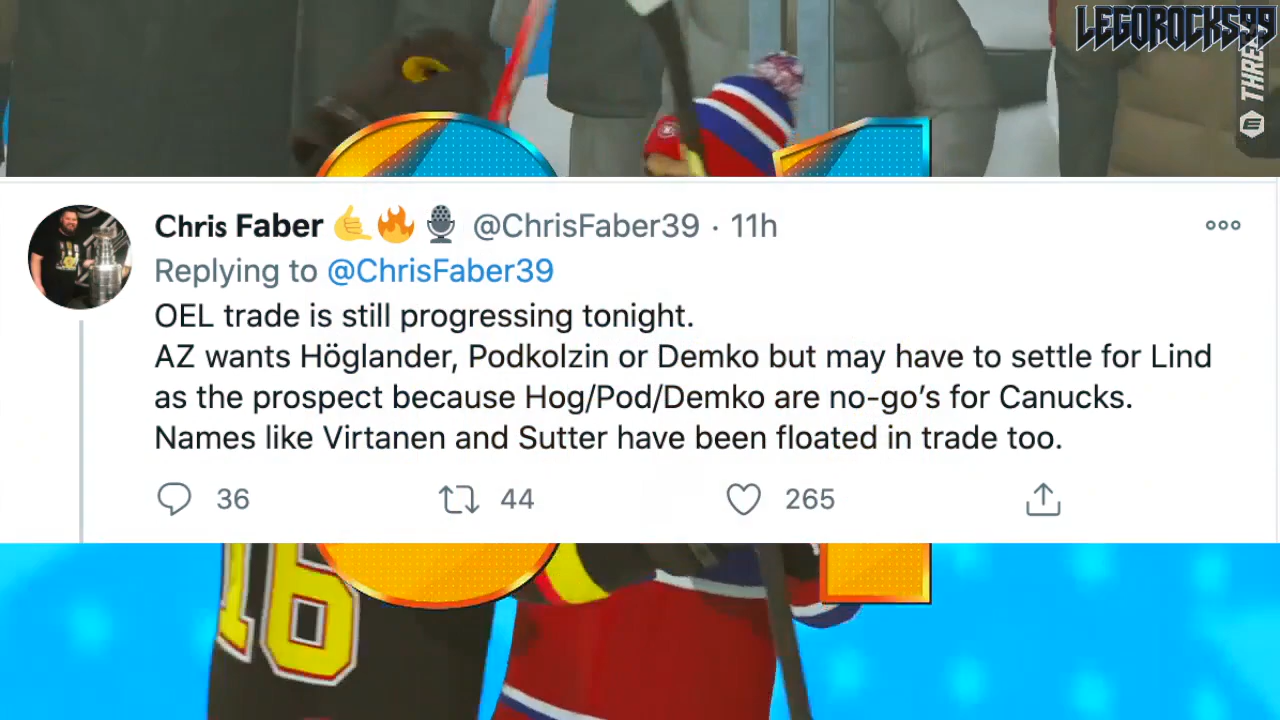 LEGOROCKS99
THRE
Chris Faber 🤙🔥🎙 @ChrisFaber39 · 11h
Replying to @ChrisFaber39
OEL trade is still progressing tonight.
AZ wants Höglander, Podkolzin or Demko but may have to settle for Lind
as the prospect because Hog/Pod/Demko are no-go’s for Canucks.
Names like Virtanen and Sutter have been floated in trade too.
36 44 265
16